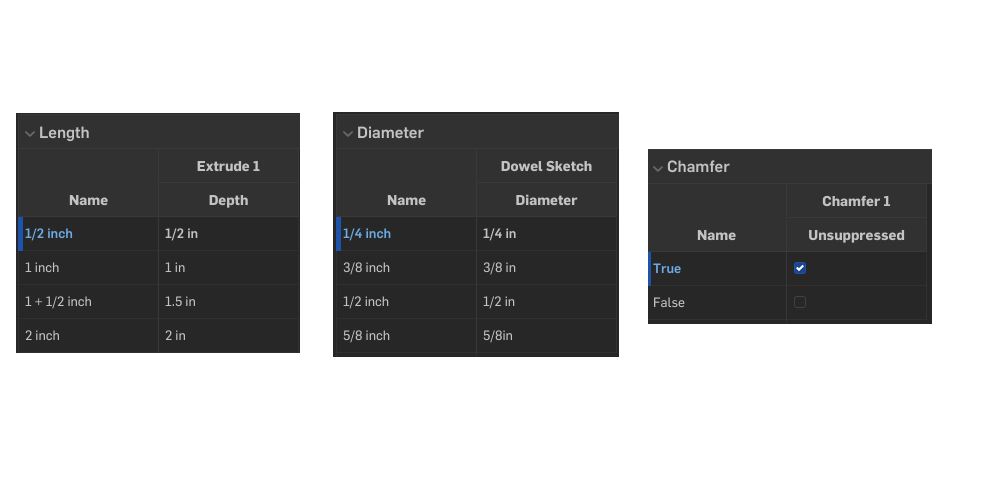 Length
Extrude 1
Name Depth
1/2 inch 1/2 in
1 inch 1 in
1 + 1/2 inch 1.5 in
2 inch 2 in
Diameter
Dowel Sketch
Name Diameter
1/4 inch 1/4 in
3/8 inch 3/8 in
1/2 inch 1/2 in
5/8 inch 5/8in
Chamfer
Chamfer 1
Name Unsuppressed
True
False